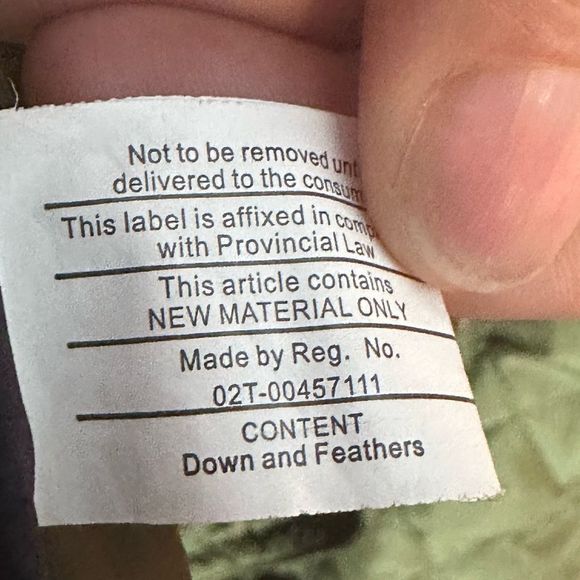 Not to be removed
delivered to the
This label is affixed in
with Provincial Law
This article contains
NEW MATERIAL ONLY
Made by Reg. No.
02T-00457111
CONTENT
Down and Feathers